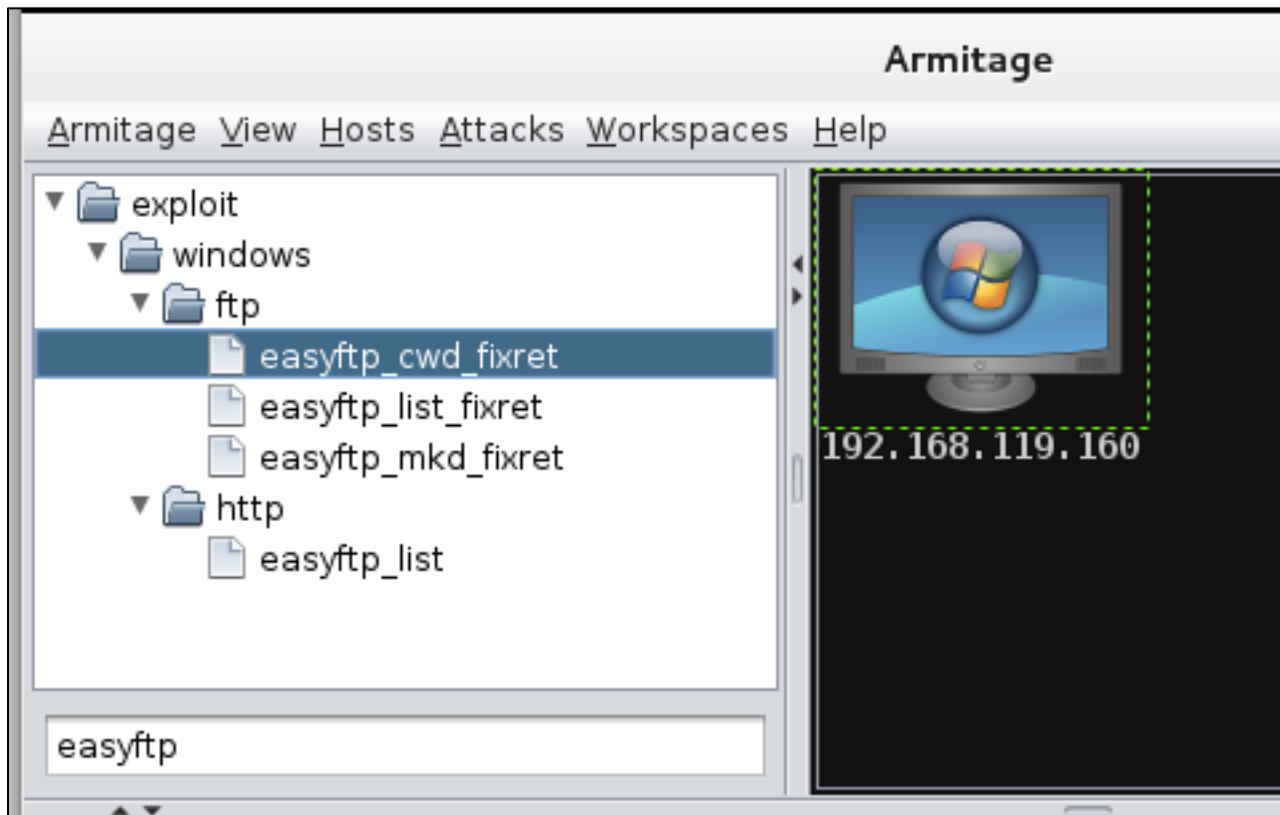 Armitage
Armitage View Hosts Attacks Workspaces Help
exploit
windows
ftp
easyftp_cwd_fixret
easyftp_list_fixret
easyftp_mkd_fixret
http
easyftp_list
easyftp
192.168.119.160